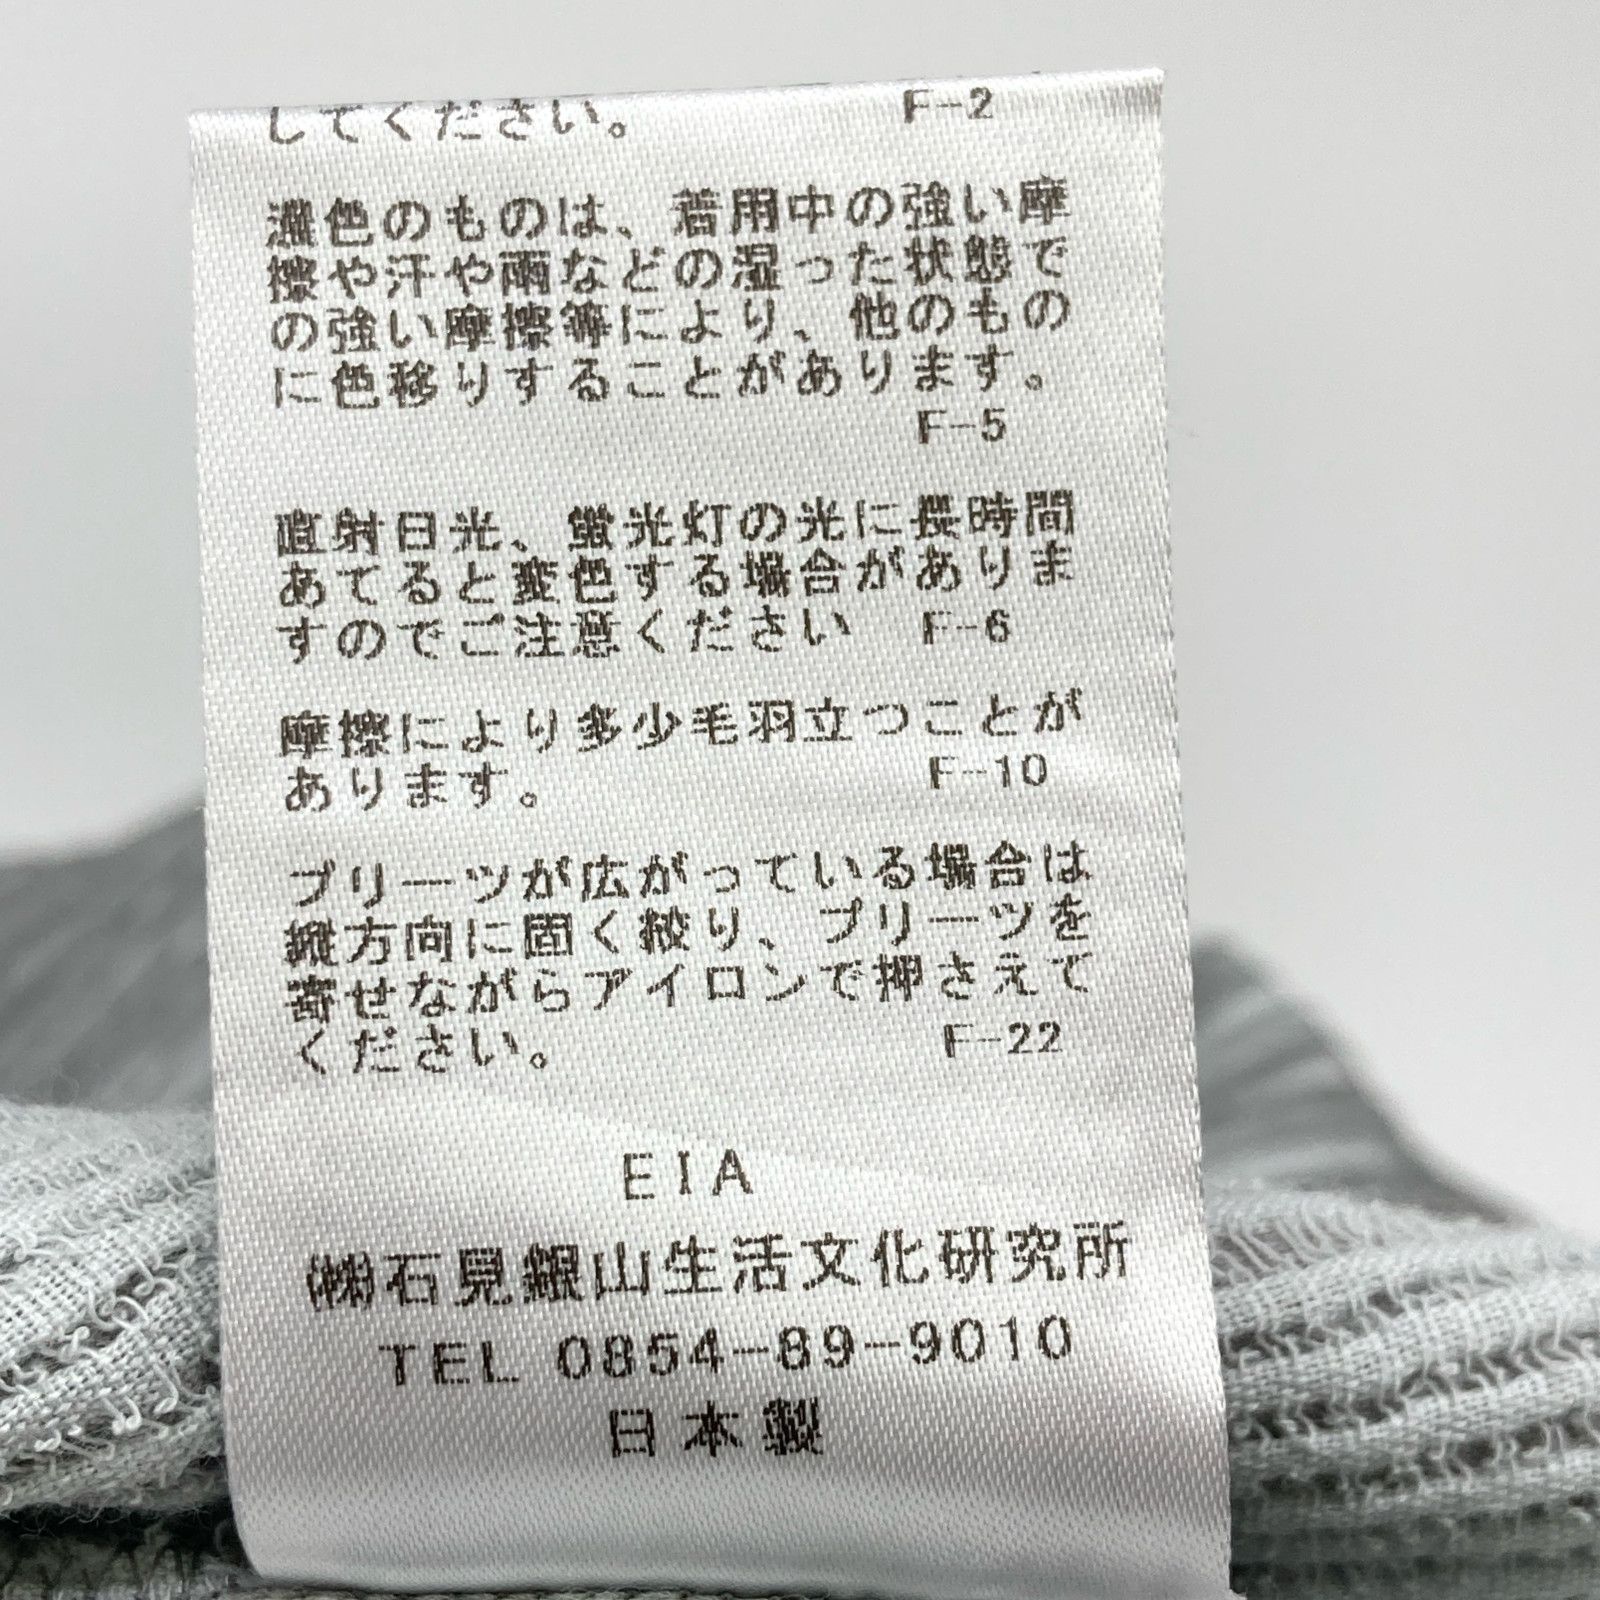 してください。 F-2
濃色のものは、着用中の強い摩
擦や汗や雨などの湿った状態で
の強い摩擦等により、他のもの
に色移りすることがあります。
F-5
直射日光、蛍光灯の光に長時間
あてると変色する場合がありま
すのでご注意ください F-6
摩擦により多少毛羽立つことが
あります。 F-10
プリーツが広がっている場合は
縦方向に固く絞り、プリーツを
寄せながらアイロンで押さえて
ください。 F-22
EIA
㈱石見銀山生活文化研究所
TEL 0854-89-9010
日本製